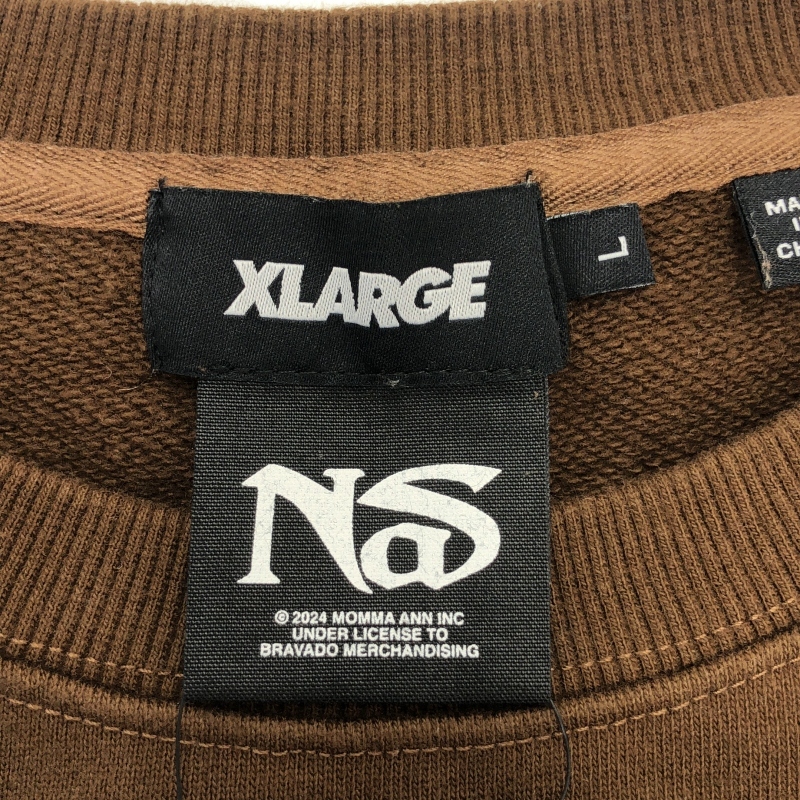 XLARGE
L
NaS
© 2024 MOMMA ANN INC
UNDER LICENSE TO
BRAVADO MERCHANDISING